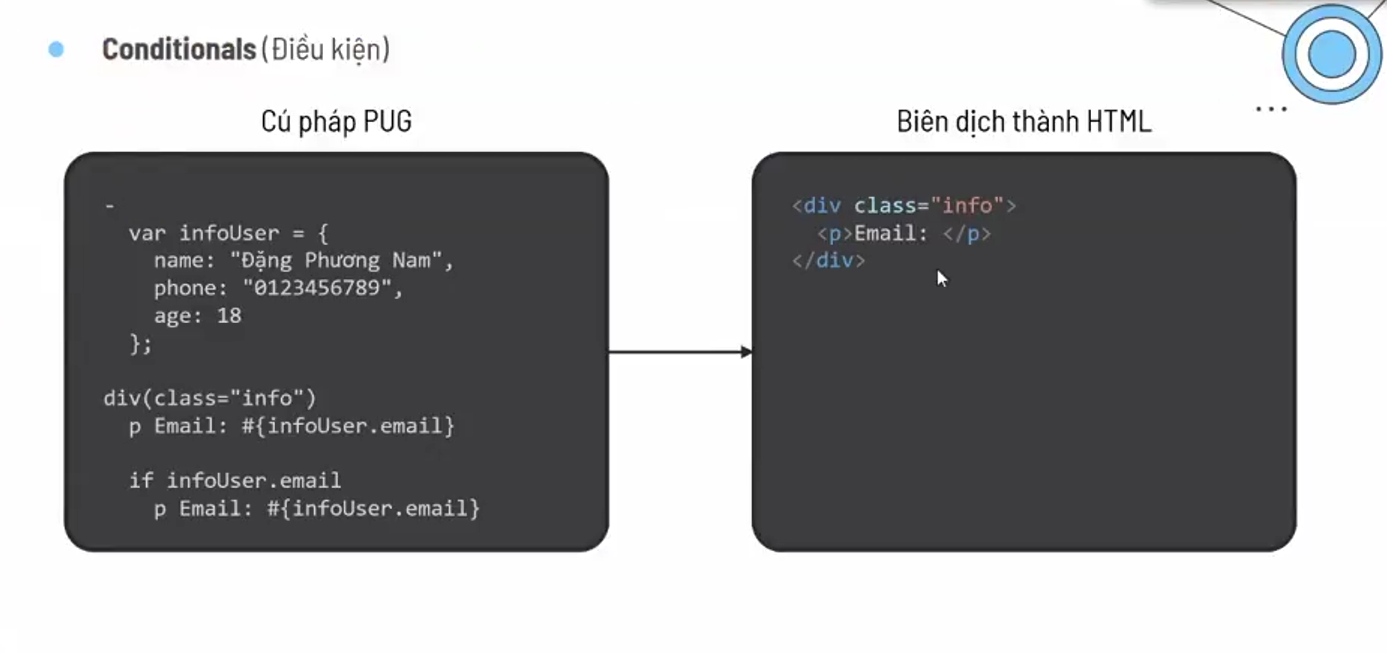 Conditionals (Điều kiện)
Cú pháp PUG
-
var infoUser = {
name: "Đặng Phương Nam",
phone: "0123456789",
age: 18
};
div(class="info")
p Email: #{infoUser.email}
if infoUser.email
p Email: #{infoUser.email}
Biên dịch thành HTML
<div class="info">
<p>Email: </p>
</div>
...